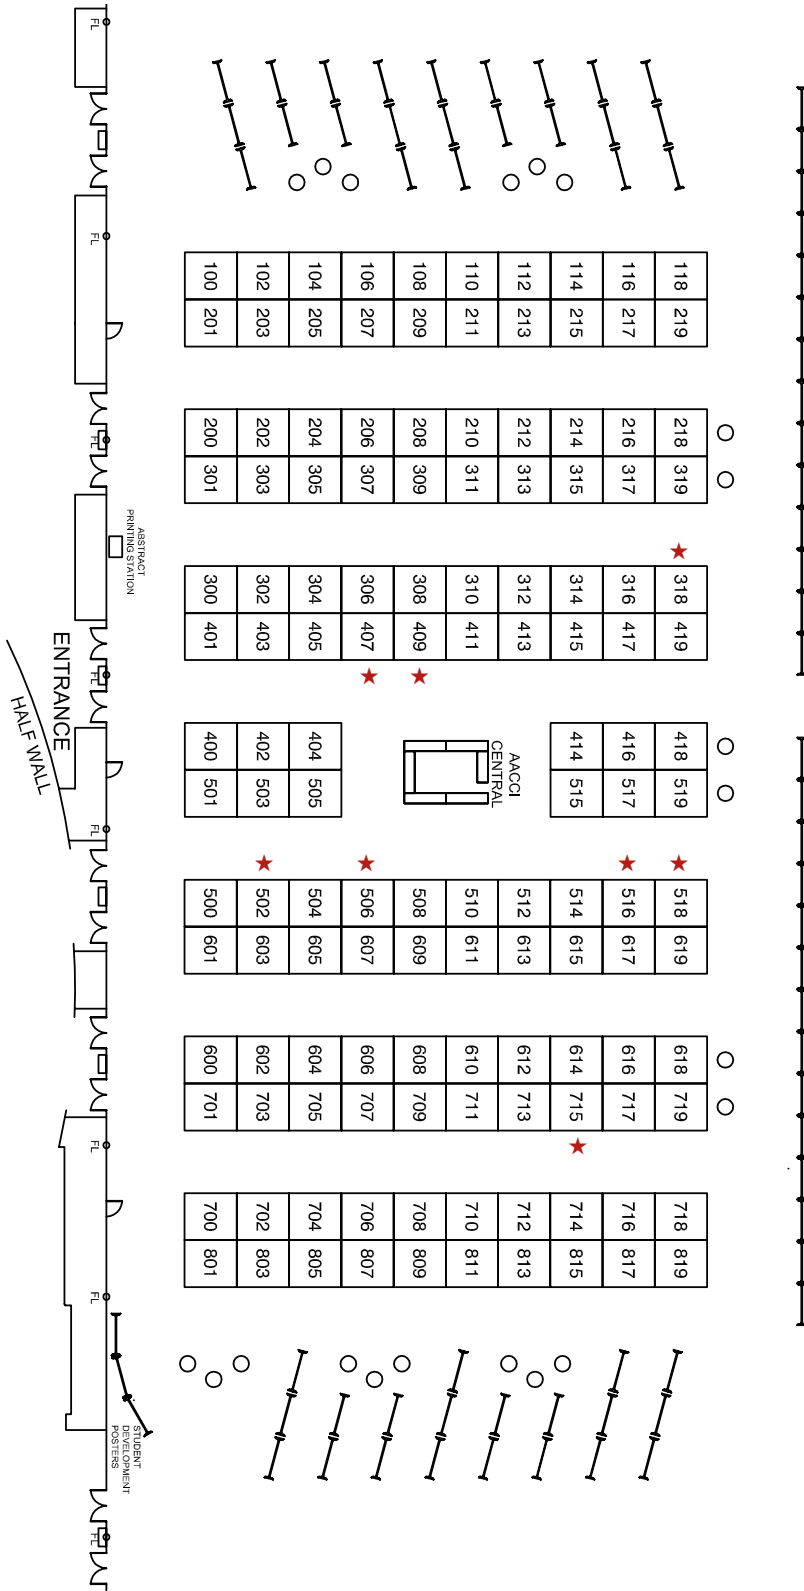 FL
FL
100 102 104 106 108 110 112 114 116 118
201 203 205 207 209 211 213 215 217 219
FL
200 202 204 206 208 210 212 214 216 218
301 303 305 307 309 311 313 315 317 319
ABSTRACT
PRINTING STATION
300 302 304 306 308 310 312 314 316 318
401 403 405 407 409 411 413 415 417 419
FL
ENTRANCE
HALF WALL
400 402 404 414 416 418
AACCI
CENTRAL
501 503 505 515 517 519
FL
500 502 504 506 508 510 512 514 516 518
601 603 605 607 609 611 613 615 617 619
600 602 604 606 608 610 612 614 616 618
701 703 705 707 709 711 713 715 717 719
FL
700 702 704 706 708 710 712 714 716 718
801 803 805 807 809 811 813 815 817 819
FL
STUDENT
DEVELOPMENT
POSTERS
FL